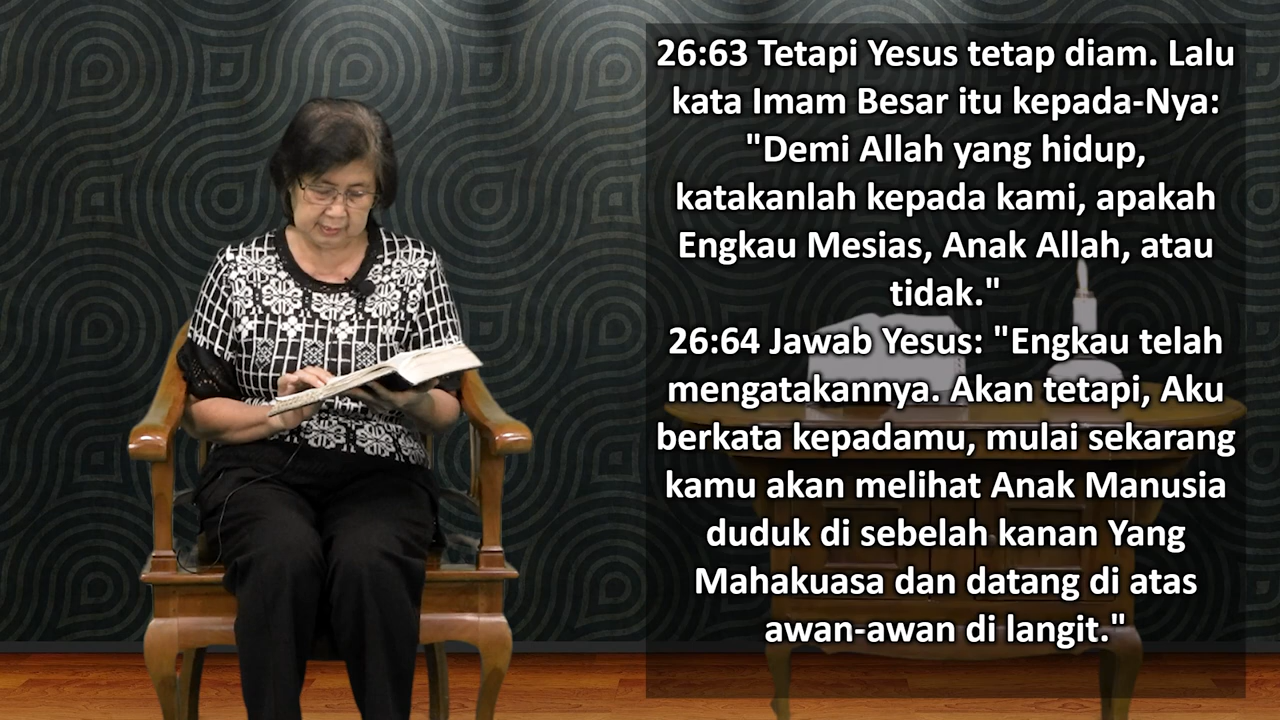 26:63 Tetapi Yesus tetap diam. Lalu
kata Imam Besar itu kepada-Nya:
"Demi Allah yang hidup,
katakanlah kepada kami, apakah
Engkau Mesias, Anak Allah, atau
tidak."
26:64 Jawab Yesus: "Engkau telah
mengatakannya. Akan tetapi, Aku
berkata kepadamu, mulai sekarang
kamu akan melihat Anak Manusia
duduk di sebelah kanan Yang
Mahakuasa dan datang di atas
awan-awan di langit."